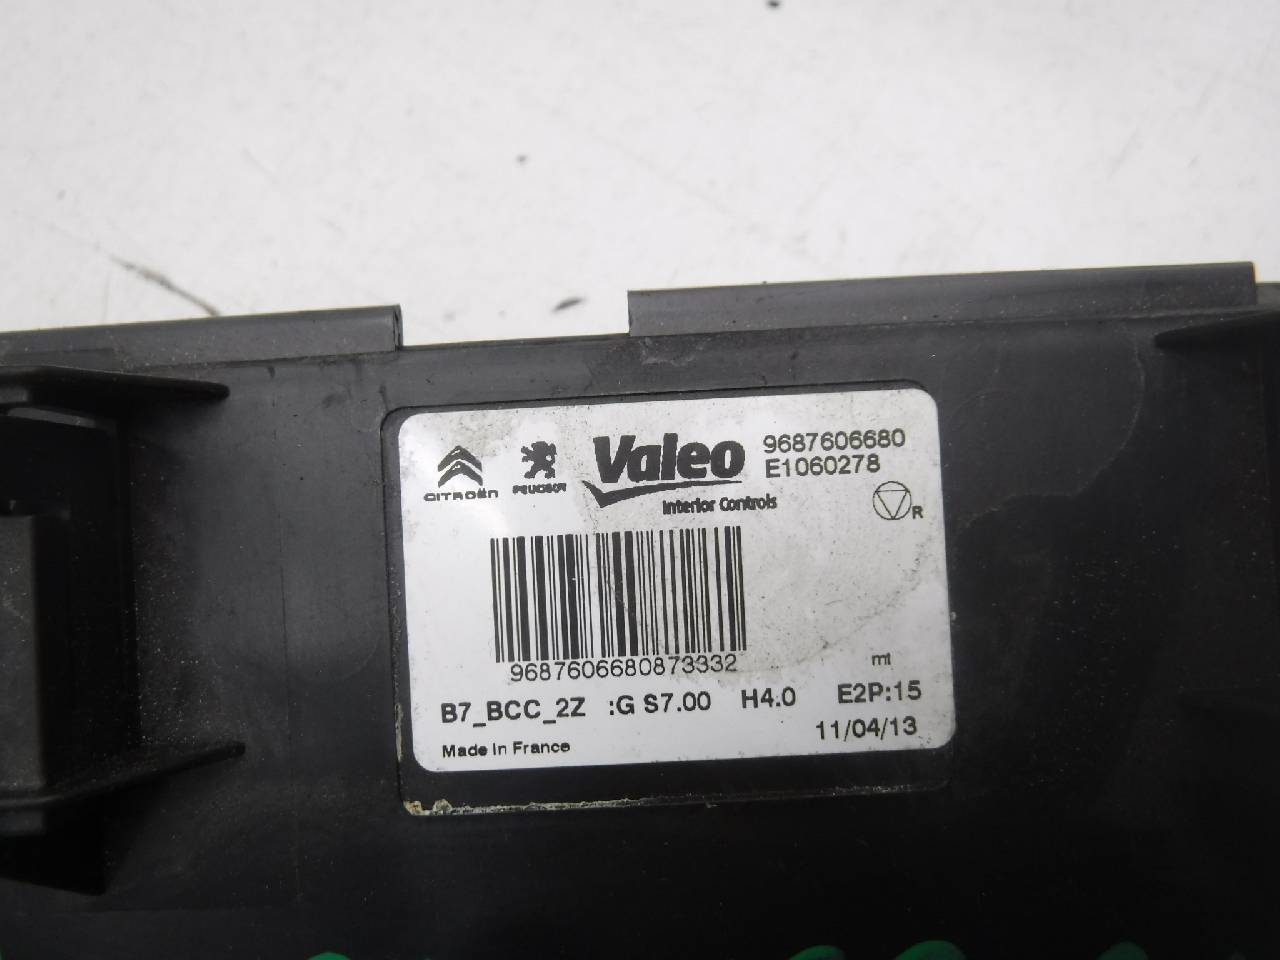 CITROËN
PEUGEOT
Valeo
Interior Controls
9687606680
E1060278
R
9687606680873332
mt
B7_BCC_2Z :G S7.00 H4.0 E2P:15
11/04/13
Made in France